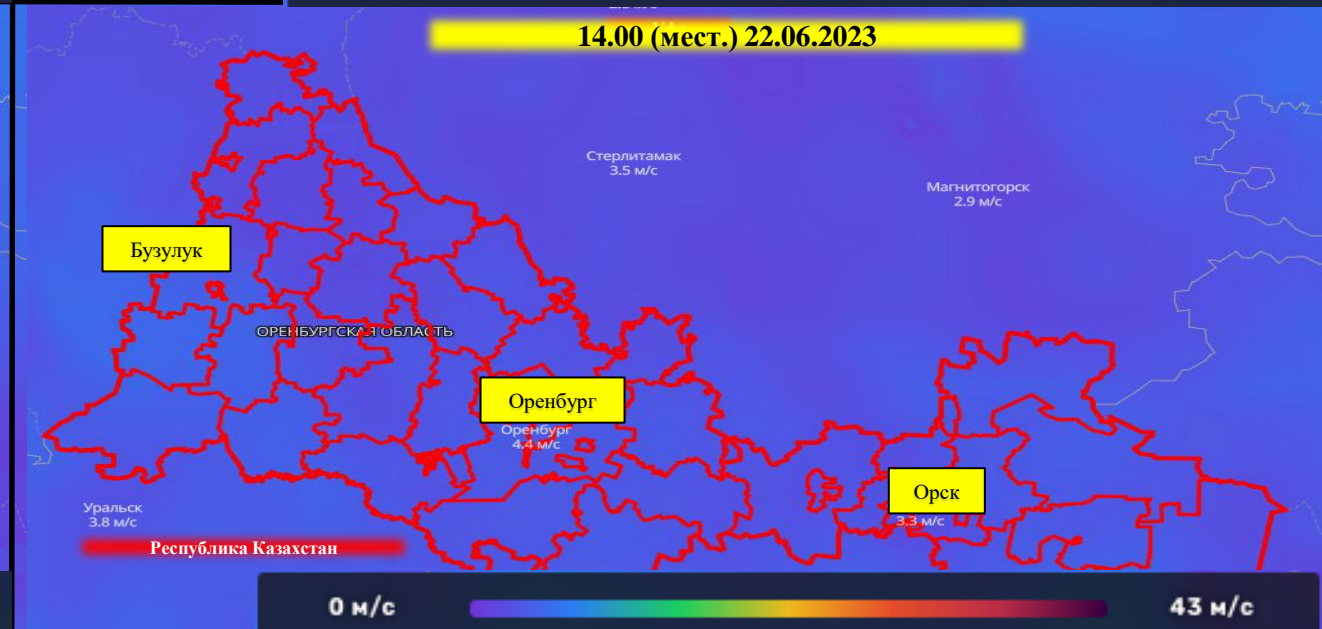 14.00 (мест.) 22.06.2023
Стерлитамак
3.5 м/с
Магнитогорск
2.9 м/с
Бузулук
ОРЕНБУРГСКАЯ ОБЛАСТЬ
Оренбург
Оренбург
4.4 м/с
Орск
3.3 м/с
Уральск
3.8 м/с
Республика Казахстан
0 м/с
43 м/с